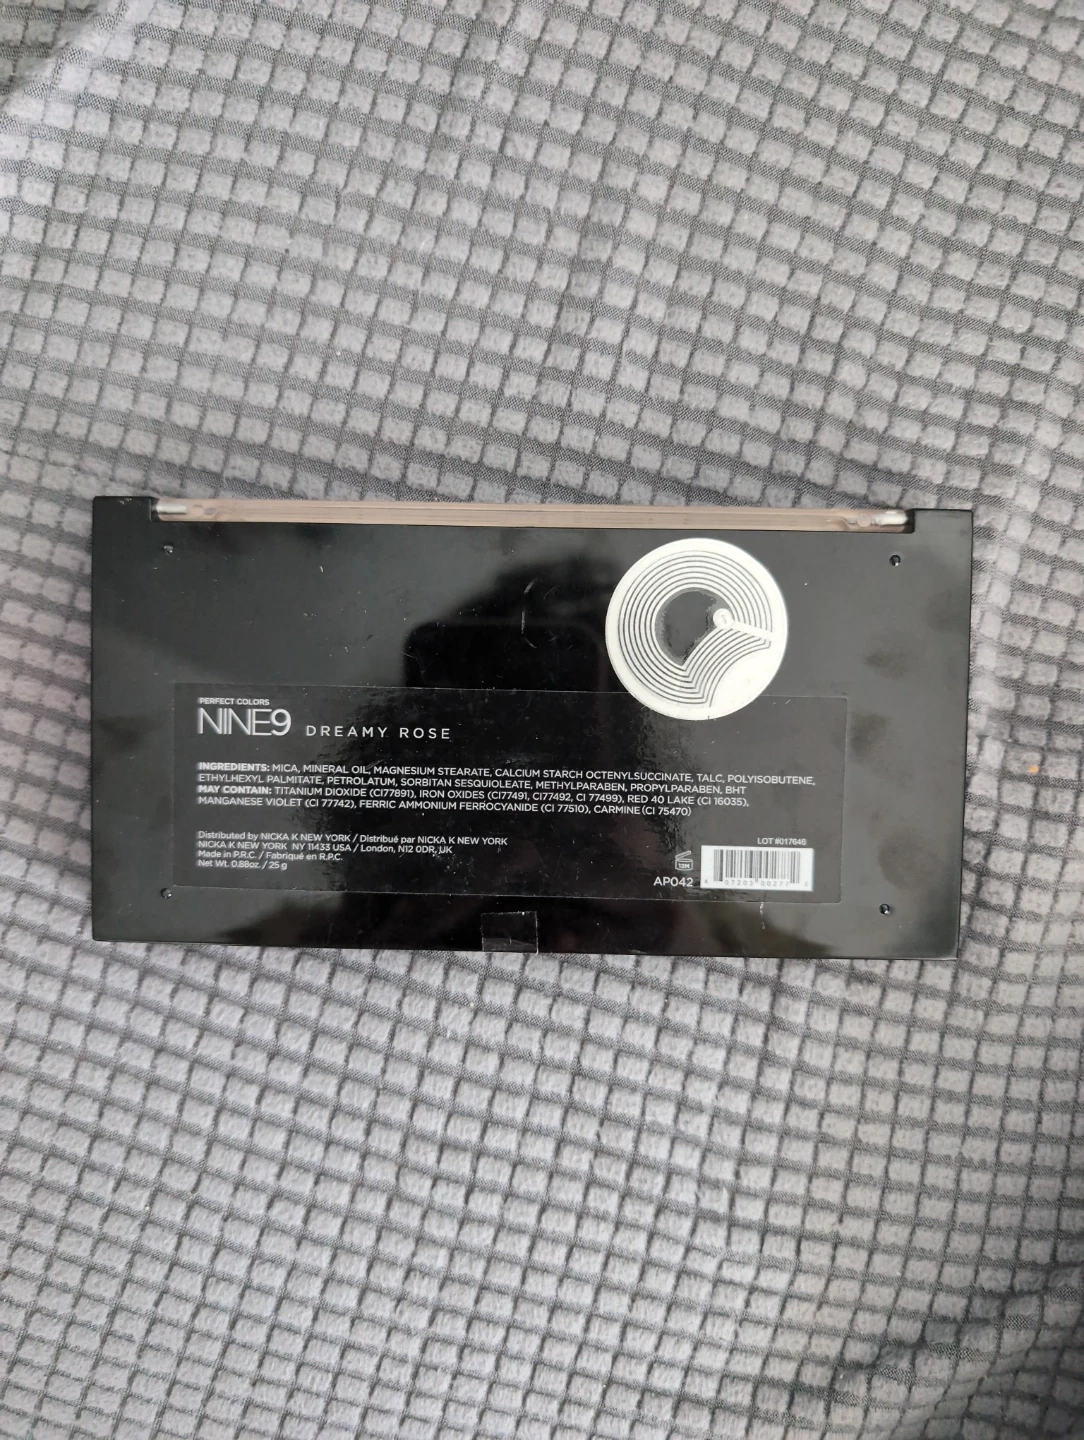 PERFECT COLORS
NINE9 DREAMY ROSE
INGREDIENTS: MICA, MINERAL OIL, MAGNESIUM STEARATE, CALCIUM STARCH OCTENYLSUCCINATE, TALC, POLYISOBUTENE,
ETHYLHEXYL PALMITATE, PETROLATUM, SORBITAN SESQUIOLEATE, METHYLPARABEN, PROPYLPARABEN, BHT
MAY CONTAIN: TITANIUM DIOXIDE (CI77891), IRON OXIDES (CI77491, CI77492, CI 77499), RED 40 LAKE (CI 16035),
MANGANESE VIOLET (CI 77742), FERRIC AMMONIUM FERROCYANIDE (CI 77510), CARMINE (CI 75470)
Distributed by NICKA K NEW YORK / Distribué par NICKA K NEW YORK
NICKA K NEW YORK NY 11433 USA / London, N12 0DR, UK
Made in P.R.C. / Fabriqué en R.P.C.
Net Wt. 0.88oz. / 25 g
LOT #017646
12M
AP042